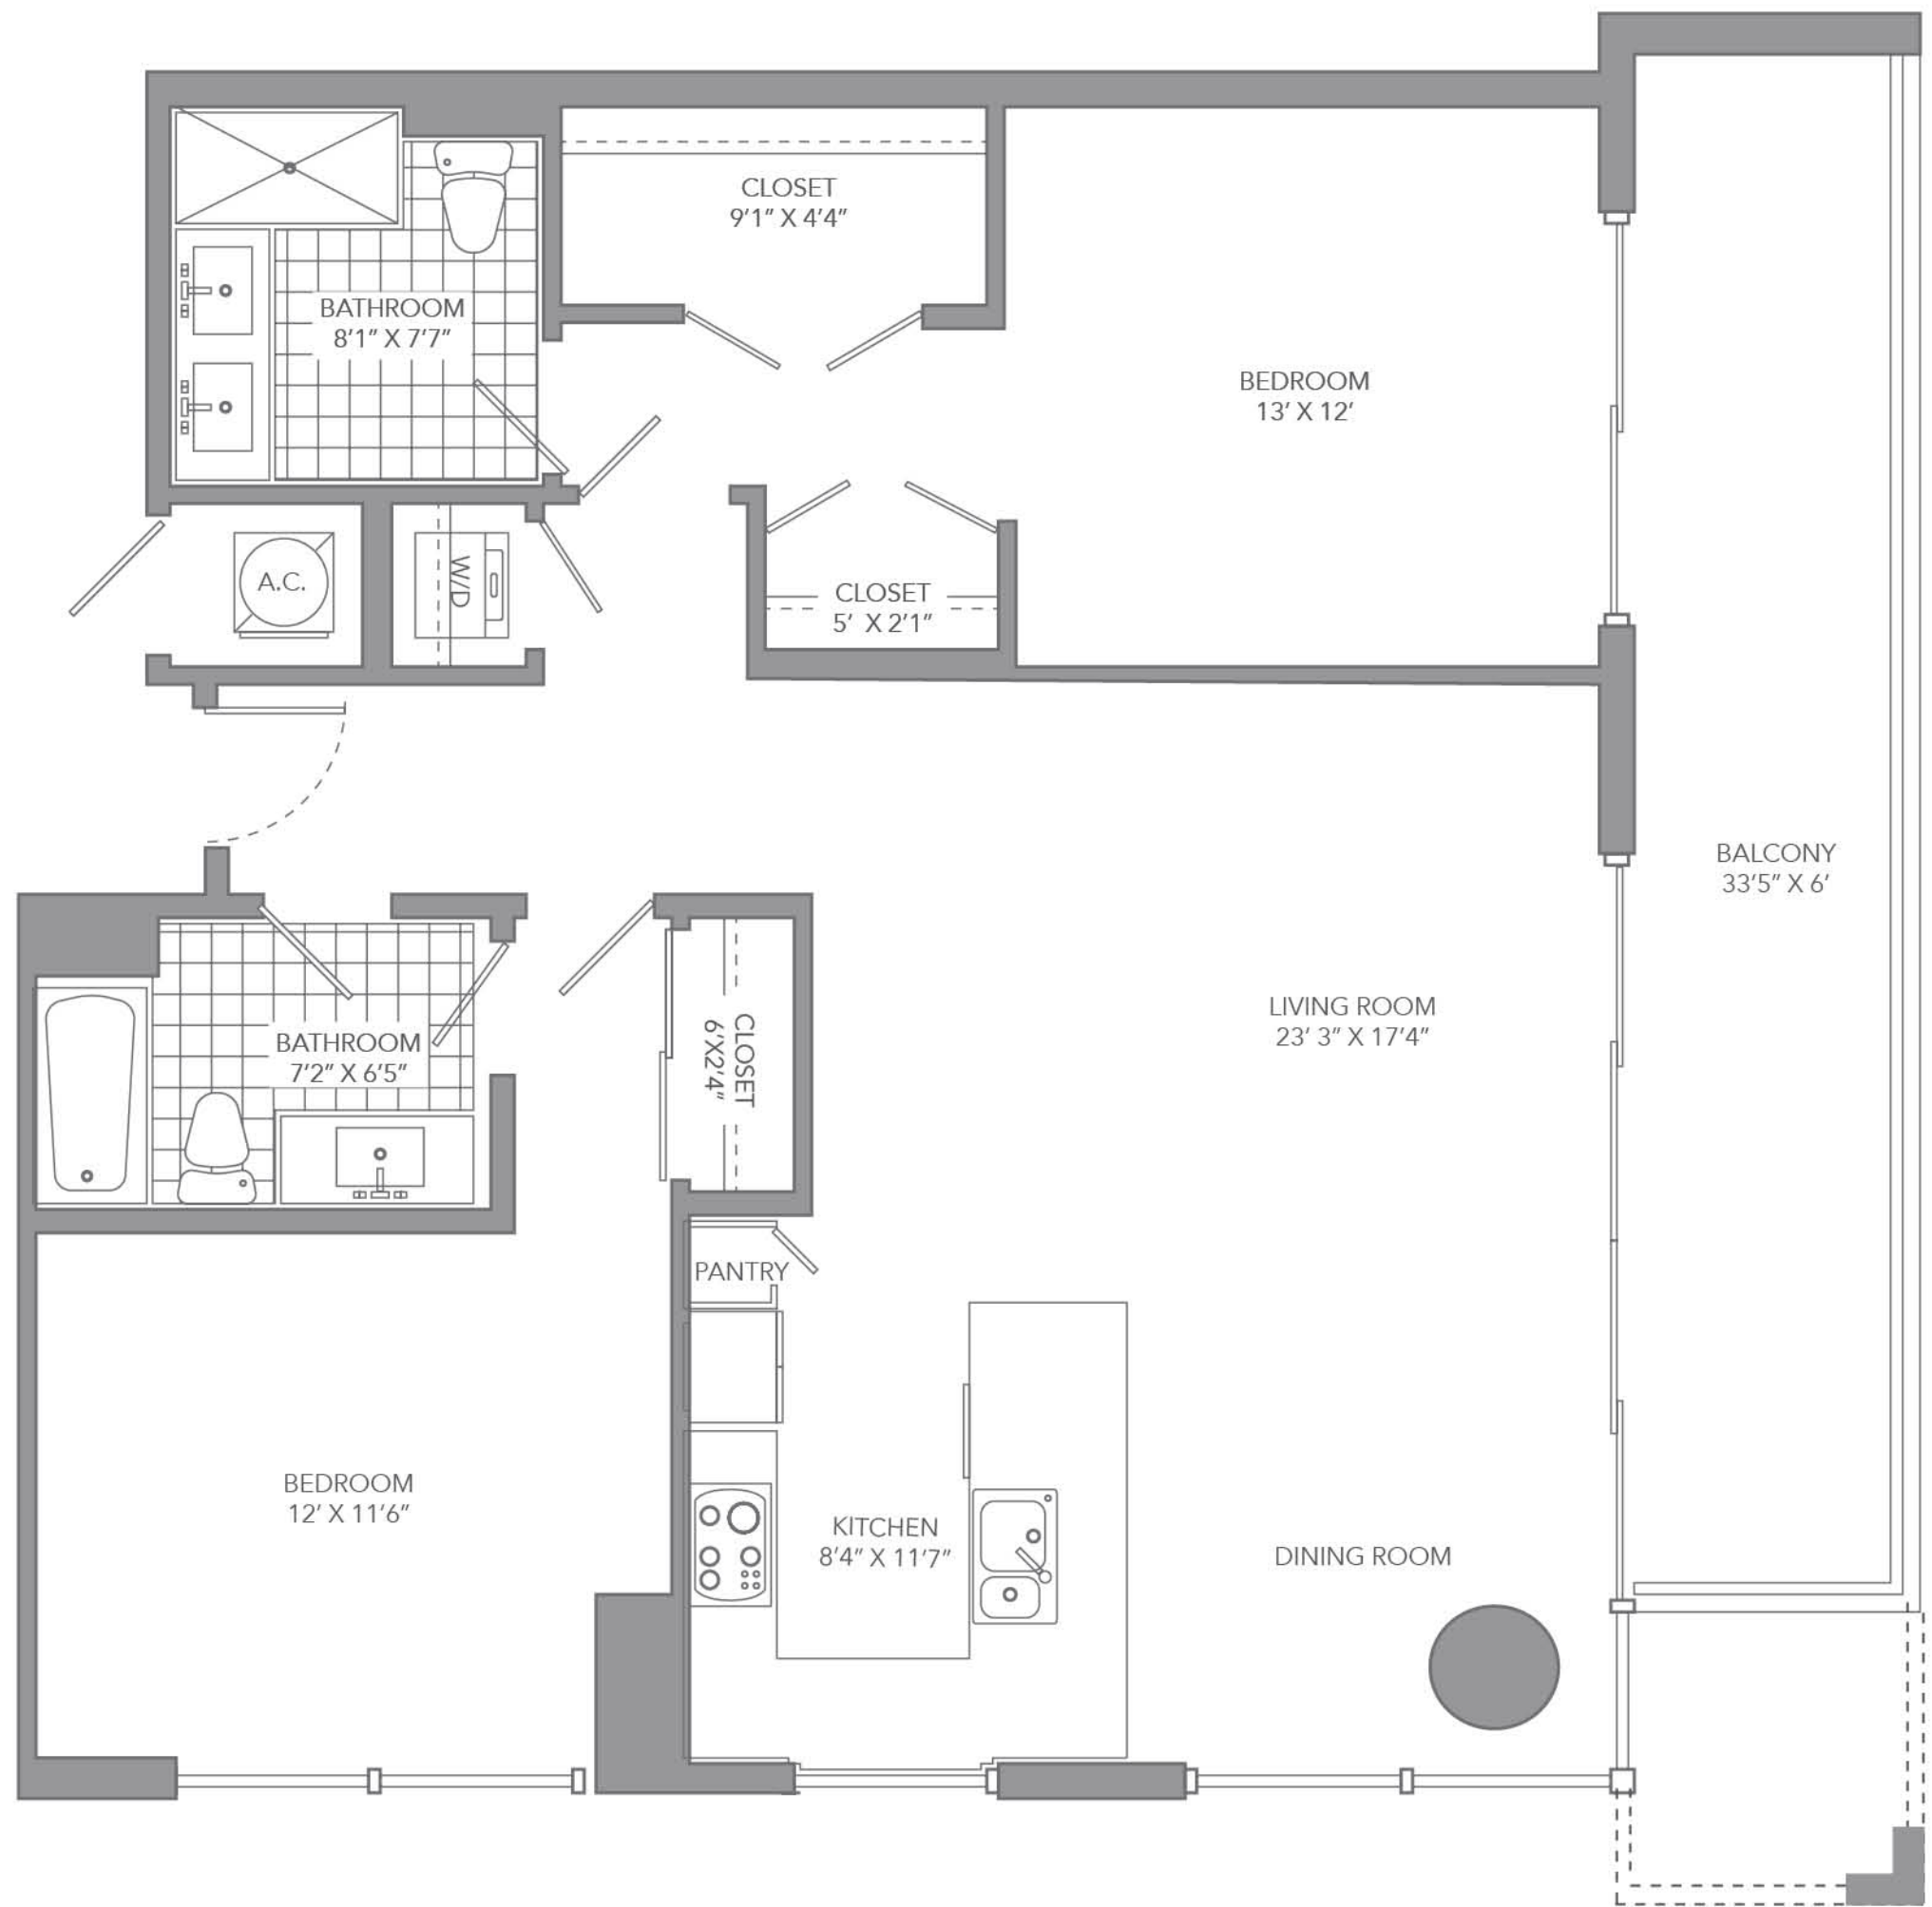 CLOSET
9'1" X 4'4"
BATHROOM
8'1" X 7'7"
BEDROOM
13' X 12'
A.C.
W/D
CLOSET
5'  X 2'1"
BALCONY
33'5" X 6'
LIVING ROOM
23' 3" X 17'4"
BATHROOM
7'2" X 6'5"
CLOSET
6'X2'4"
PANTRY
BEDROOM
12' X 11'6"
KITCHEN
8'4" X 11'7"
DINING ROOM